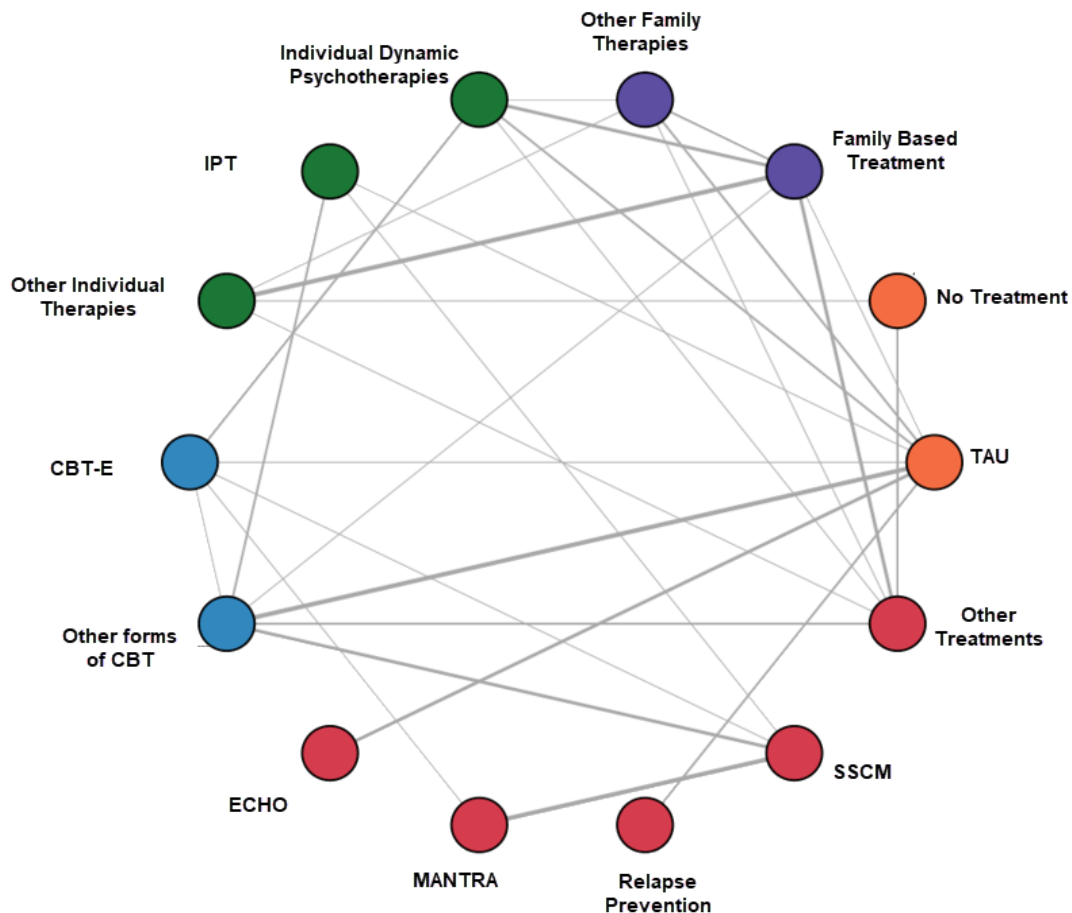 Other Family
Therapies
Individual Dynamic
Psychotherapies
Family Based
Treatment
IPT
Other Individual
Therapies
No Treatment
CBT-E
TAU
Other forms
of CBT
Other
Treatments
SSCM
ECHO
MANTRA
Relapse
Prevention